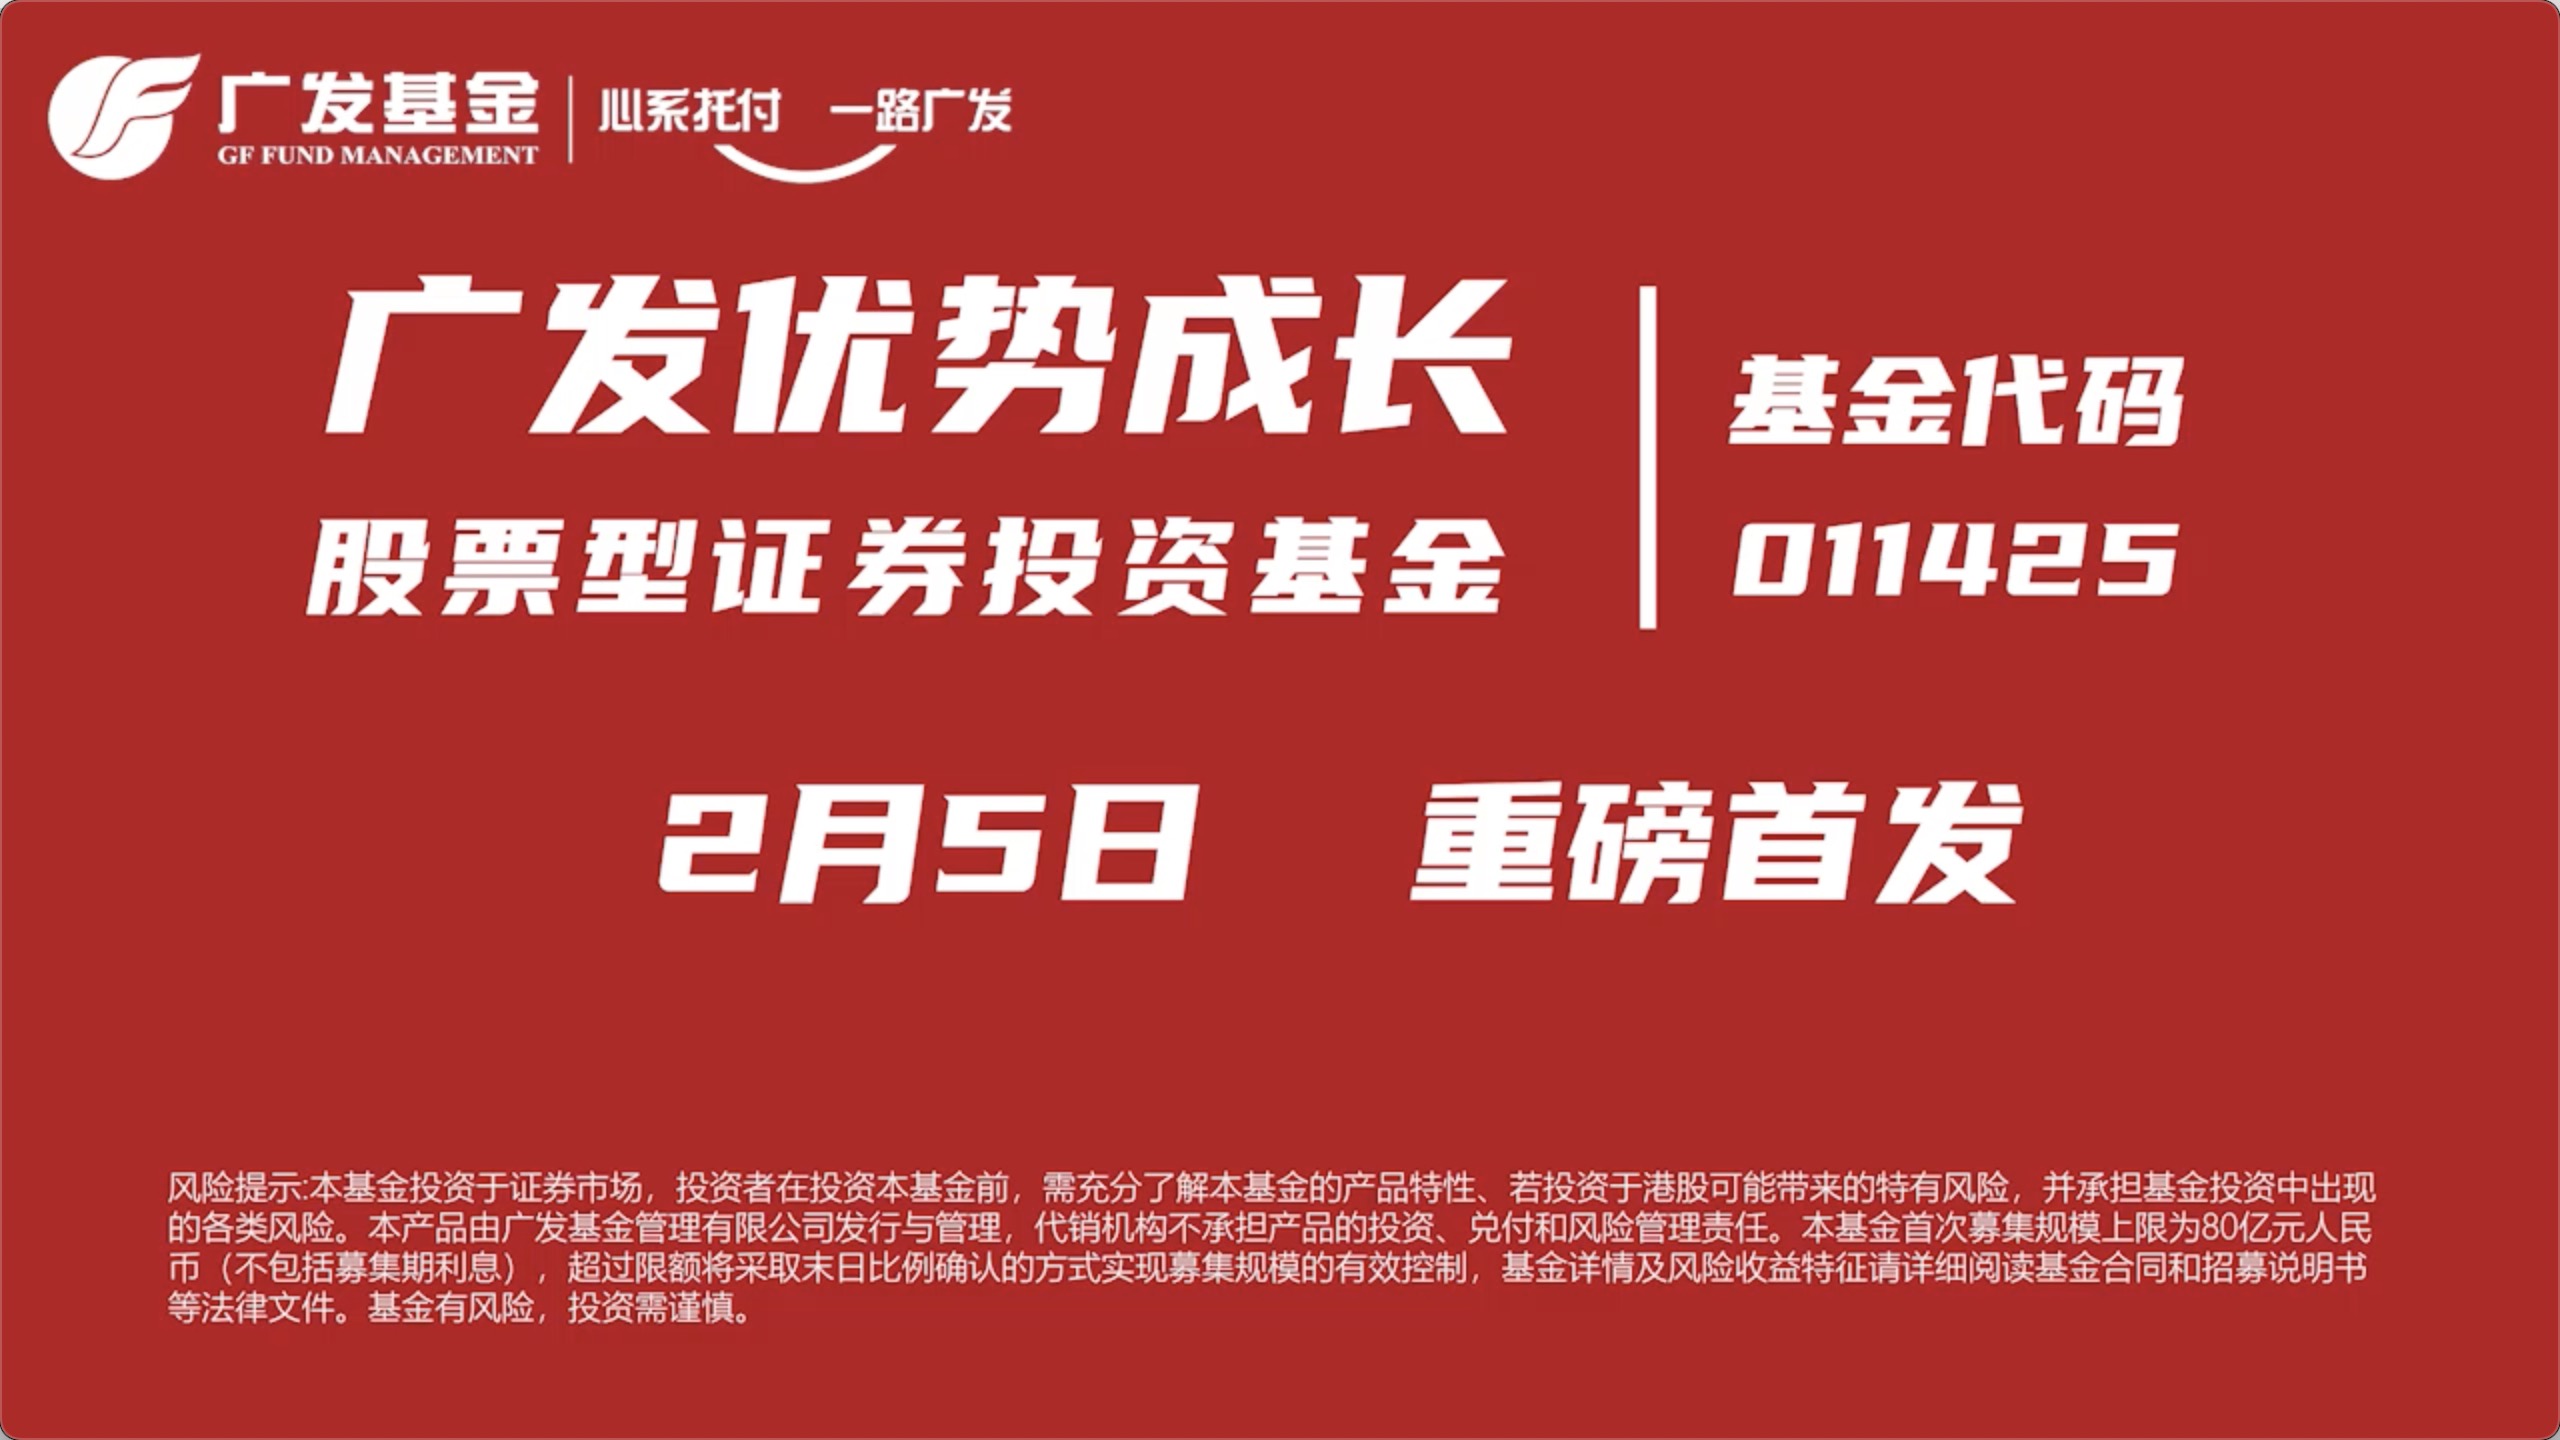 广发基金
GF FUND MANAGEMENT
心系托付 一路广发
广发优势成长
股票型证券投资基金
基金代码
011425
2月5日 重磅首发
风险提示:本基金投资于证券市场，投资者在投资本基金前，需充分了解本基金的产品特性、若投资于港股可能带来的特有风险，并承担基金投资中出现
的各类风险。本产品由广发基金管理有限公司发行与管理，代销机构不承担产品的投资、兑付和风险管理责任。本基金首次募集规模上限为80亿元人民
币（不包括募集期利息），超过限额将采取末日比例确认的方式实现募集规模的有效控制，基金详情及风险收益特征请详细阅读基金合同和招募说明书
等法律文件。基金有风险，投资需谨慎。